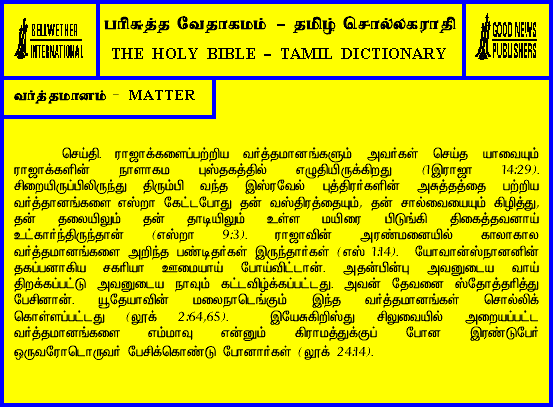 BELLWETHER
INTERNATIONAL
பரிசுத்த வேதாகமம் - தமிழ் சொல்லகராதி
THE HOLY BIBLE - TAMIL DICTIONARY
GOOD NEWS
PUBLISHERS
வர்த்தமானம் - MATTER
செய்தி. ராஜாக்களைப்பற்றிய வர்த்தமானங்களும் அவர்கள் செய்த யாவையும்
ராஜாக்களின் நாளாகம புஸ்தகத்தில் எழுதியிருக்கிறது (1இராஜா 14:29).
சிறையிருப்பிலிருந்து திரும்பி வந்த இஸ்ரவேல் புத்திரர்களின் அசுத்தத்தை பற்றிய
வர்த்தானங்களை எஸ்றா கேட்டபோது தன் வஸ்திரத்தையும், தன் சால்வையையும் கிழித்து,
தன் தலையிலும் தன் தாடியிலும் உள்ள மயிரை பிடுங்கி திகைத்தவனாய்
உட்கார்ந்திருந்தான் (எஸ்றா 9:3). ராஜாவின் அரண்மனையில் காலாகால
வர்த்தமானங்களை அறிந்த பண்டிதர்கள் இருந்தார்கள் (எஸ் 1:14). யோவான்ஸ்நானனின்
தகப்பனாகிய சகரியா ஊமையாய் போய்விட்டான். அதன்பின்பு அவனுடைய வாய்
திறக்கப்பட்டு அவனுடைய நாவும் கட்டவிழ்க்கப்பட்டது. அவன் தேவனை ஸ்தோத்தரித்து
பேசினான். யூதேயாவின் மலைநாடெங்கும் இந்த வர்த்தமானங்கள் சொல்லிக்
கொள்ளப்பட்டது (லூக் 2:64,65). இயேசுகிறிஸ்து சிலுவையில் அறையப்பட்ட
வர்த்தமானங்களை எம்மாவு என்னும் கிராமத்துக்குப் போன இரண்டுபேர்
ஒருவரோடொருவர் பேசிக்கொண்டு போனார்கள் (லூக் 24:14).